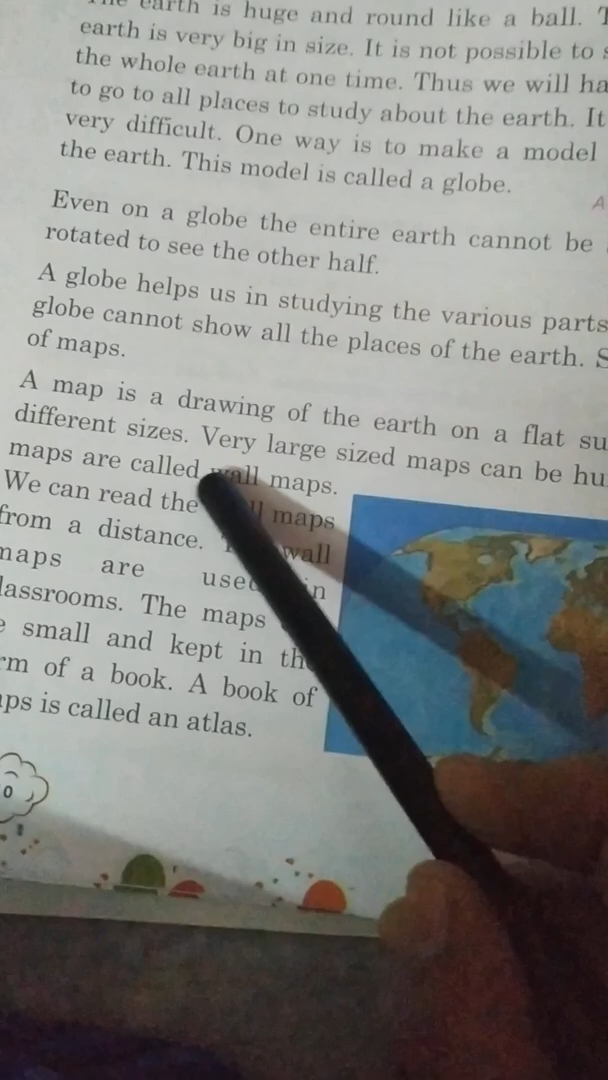 The earth is huge and round like a ball.
earth is very big in size. It is not possible to
the whole earth at one time. Thus we will
to go to all places to study about the earth. It
very difficult. One way is to make a model
the earth. This model is called a globe.
Even on a globe the entire earth cannot be
rotated to see the other half.
A globe helps us in studying the various parts
globe cannot show all the places of the earth.
of maps.
A map is a drawing of the earth on a flat
different sizes. Very large sized maps can be
maps are called wall maps.
We can read the maps
from a distance. wall
maps are used in
The maps
small and kept in
of a book. A book of
is called an atlas.